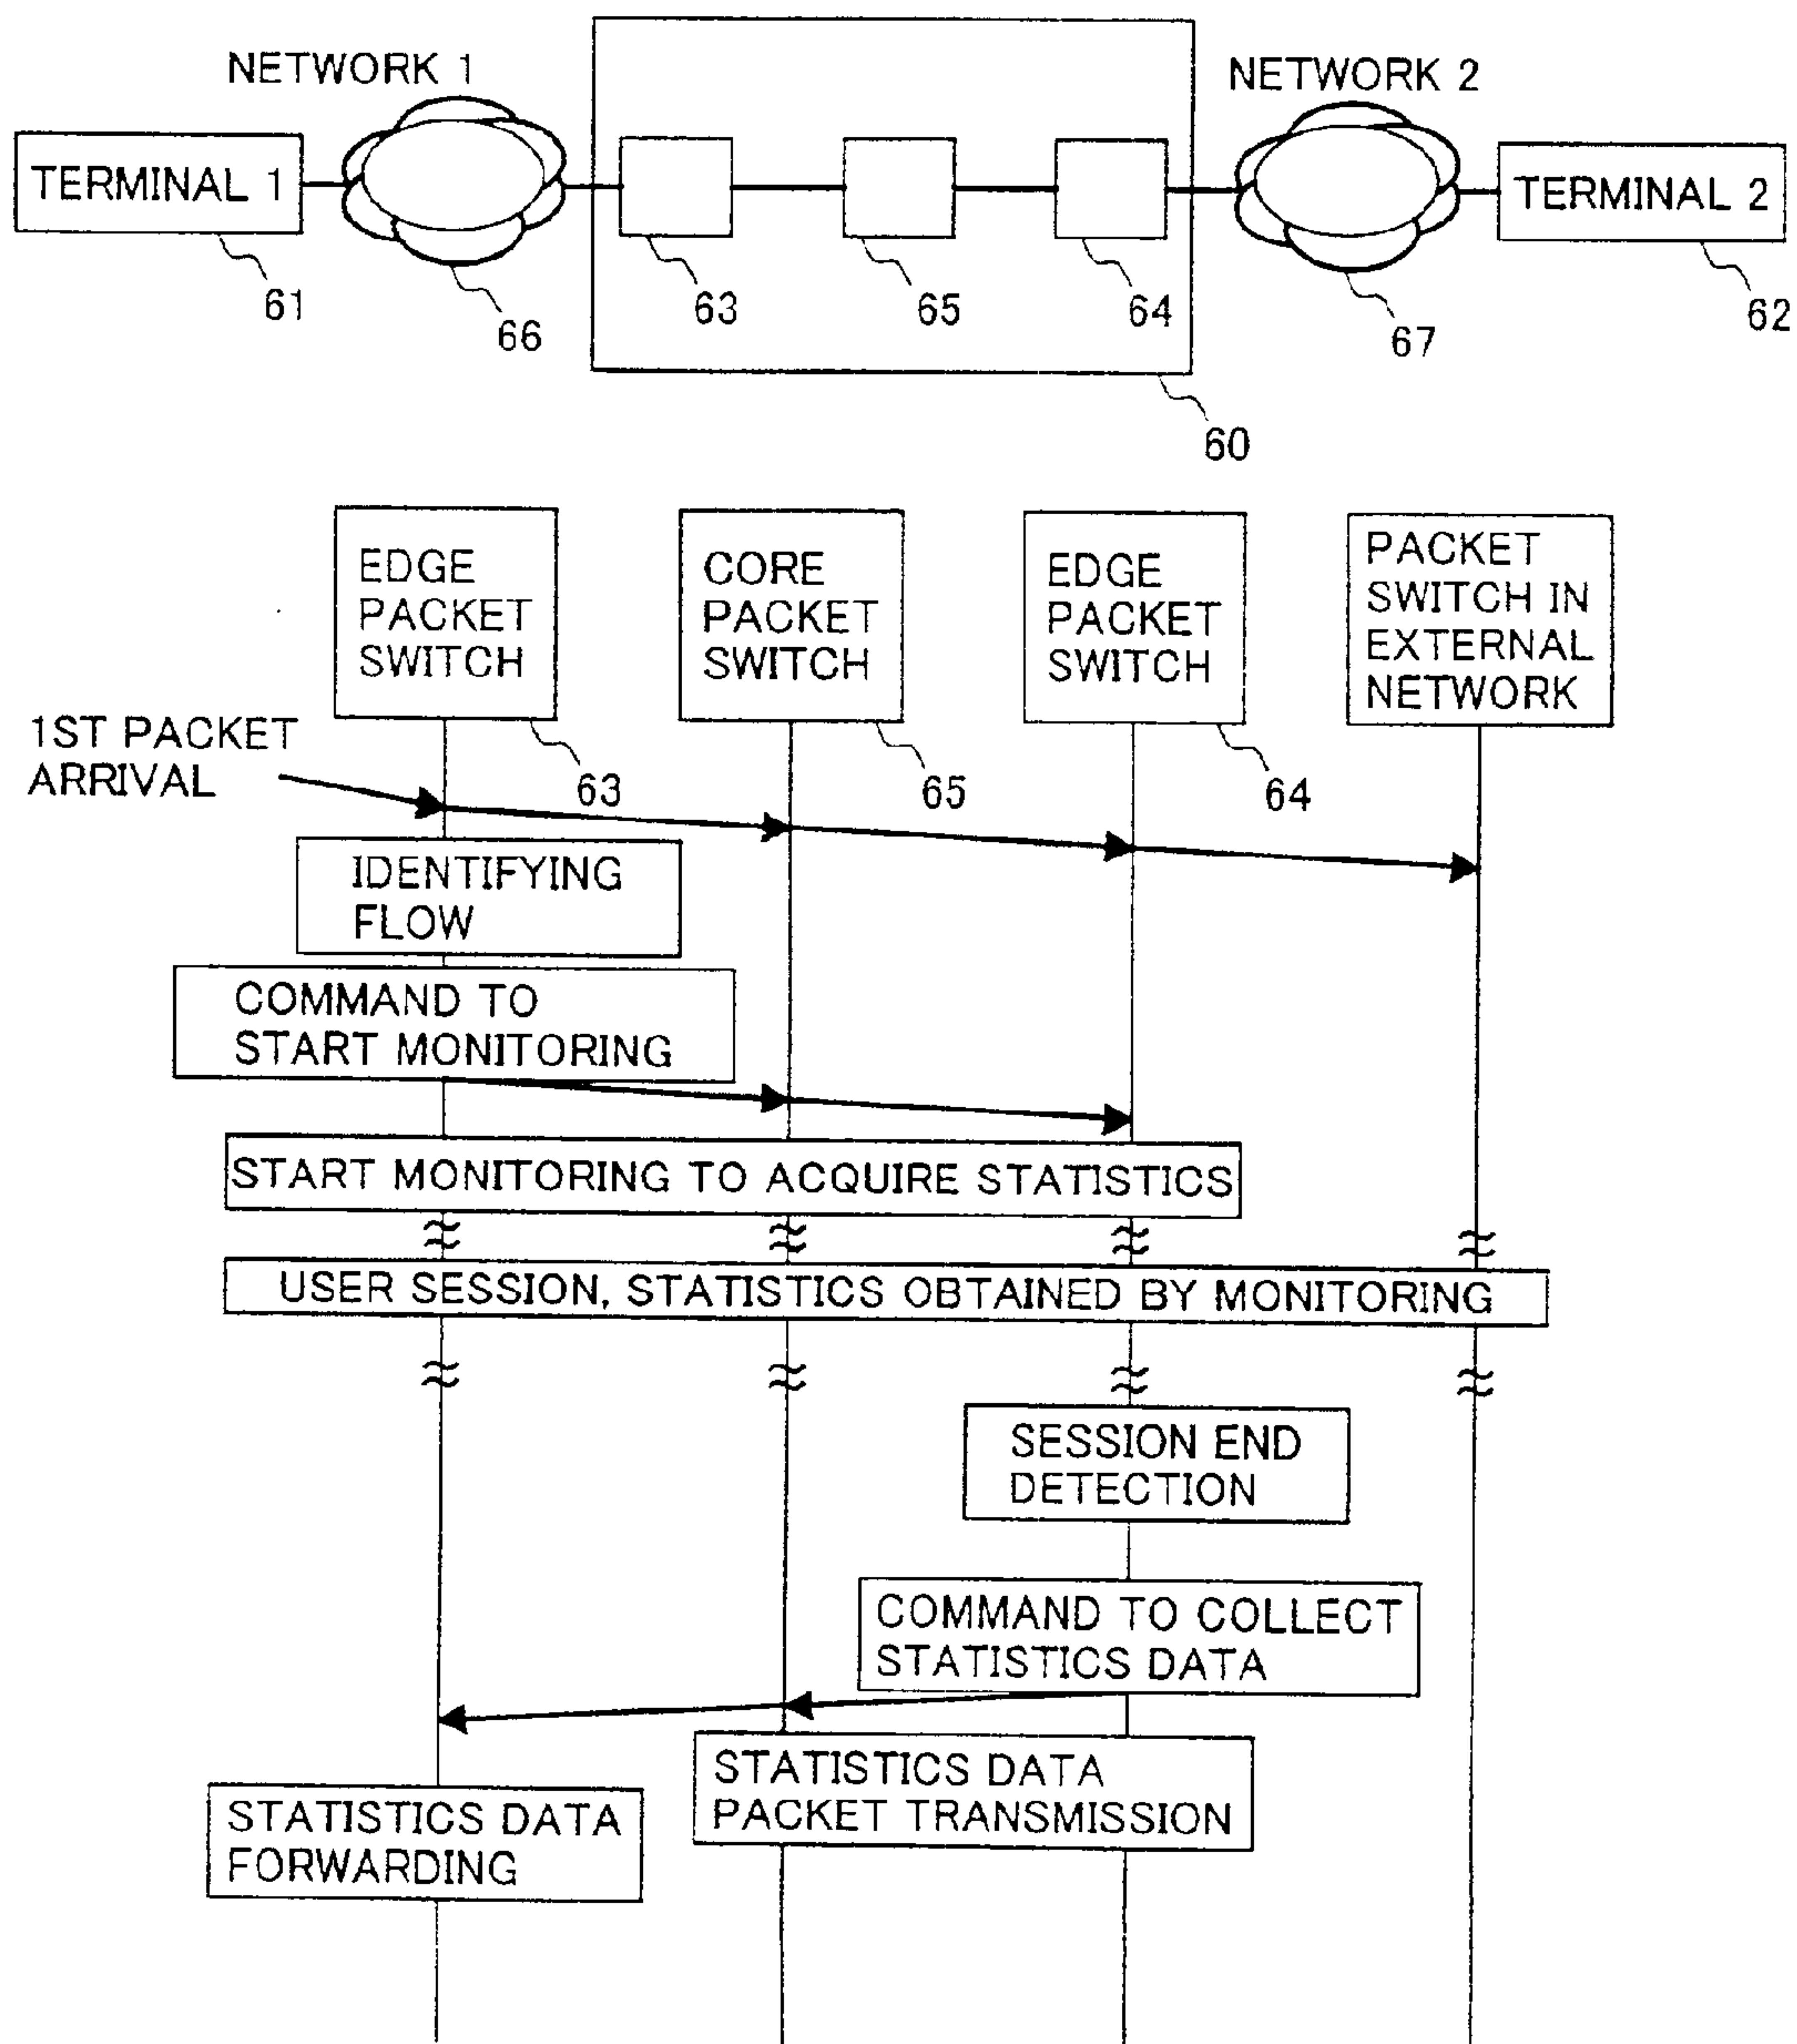 NETWORK 1
NETWORK 2
TERMINAL 1
TERMINAL 2
61
66
63
65
64
67
62
60
EDGE
PACKET
SWITCH
CORE
PACKET
SWITCH
EDGE
PACKET
SWITCH
PACKET
SWITCH IN
EXTERNAL
NETWORK
1ST PACKET
ARRIVAL
63
65
64
IDENTIFYING
FLOW
COMMAND TO
START MONITORING
START MONITORING TO ACQUIRE STATISTICS
USER SESSION, STATISTICS OBTAINED BY MONITORING
SESSION END
DETECTION
COMMAND TO COLLECT
STATISTICS DATA
STATISTICS DATA
PACKET TRANSMISSION
STATISTICS DATA
FORWARDING